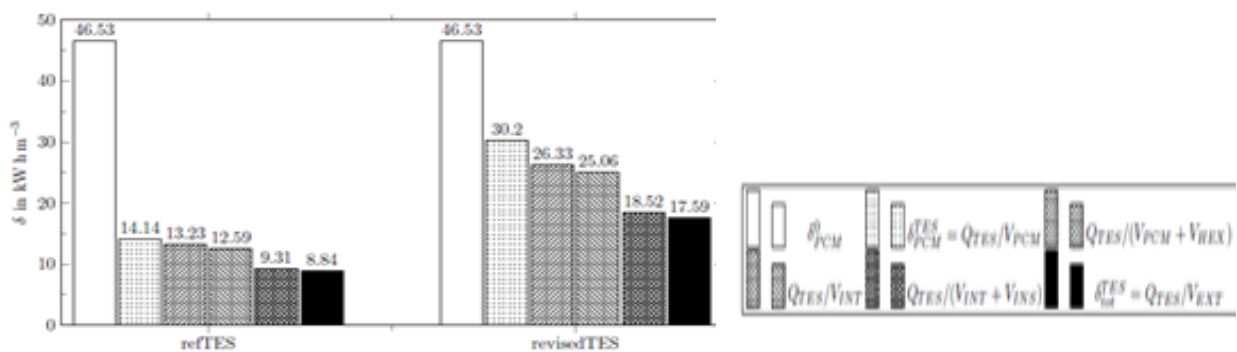 50
46.53
46.53
40
δ in kW h m⁻³
30.2
30
26.33
25.06
20
18.52
17.59
14.14
13.23
12.59
10
9.31
8.84
0
refTES
revisedTES
δ⁰PCM
δTESPCM = QTES/VPCM
QTES/(VPCM + VHEX)
QTES/VINT
QTES/(VINT + VINS)
δTEStot = QTES/VEXT